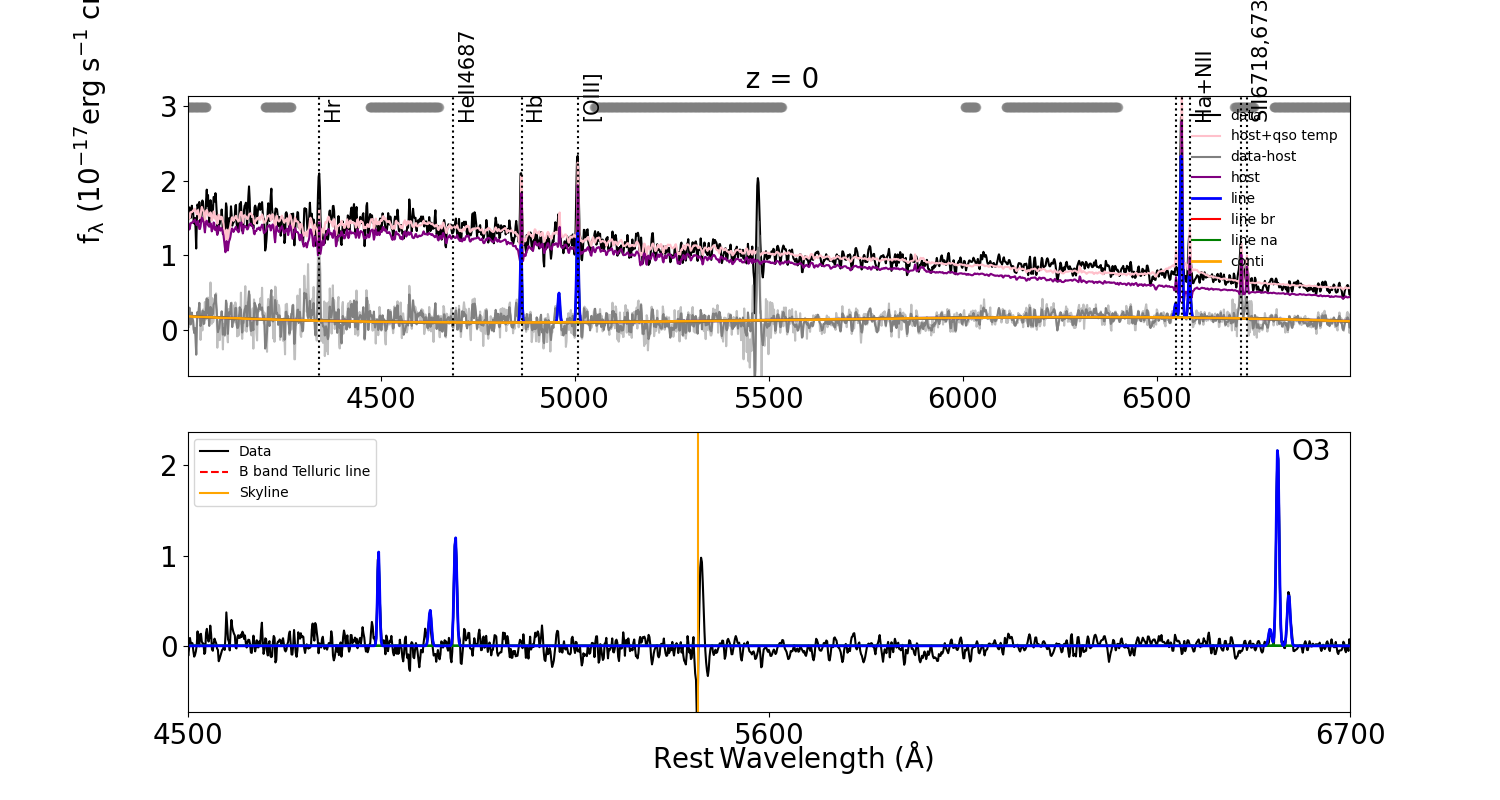 z = 0
f_λ (10^−17 erg s^−1
Hr
HeII4687
Hb
[OIII]
Ha+NII
SII6718,673
3
2
1
0
data
host+qso temp
data-host
host
line
line br
line na
conti
4500 5000 5500 6000 6500
O3
Data
B band Telluric line
Skyline
2
1
0
4500 5600 6700
Rest Wavelength (Å)